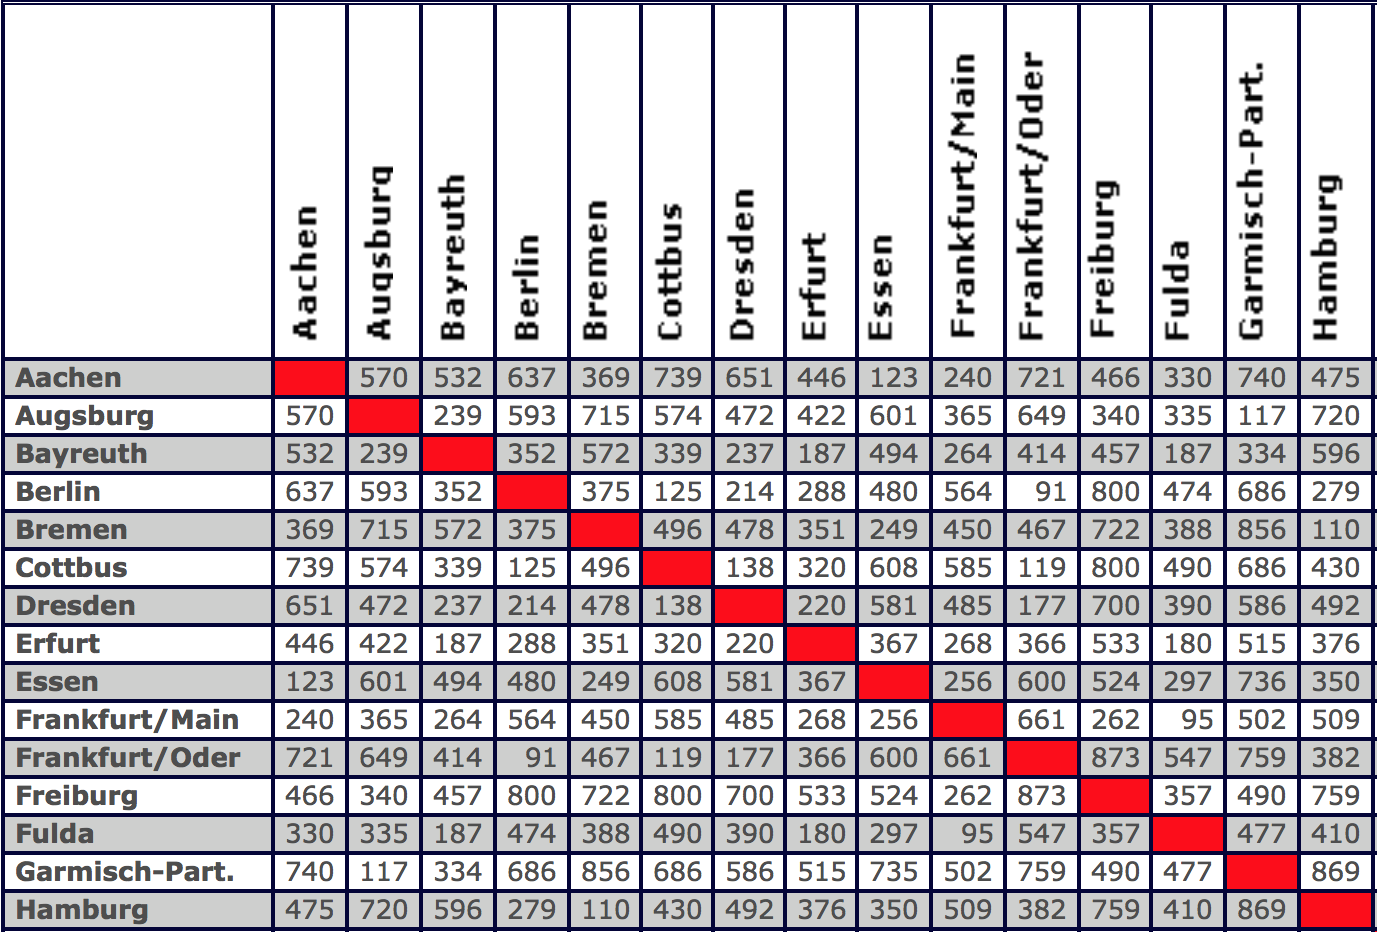 Aachen Augsburg Bayreuth Berlin Bremen Cottbus Dresden Erfurt Essen Frankfurt/Main Frankfurt/Oder Freiburg Fulda Garmisch-Part. Hamburg
Aachen 570 532 637 369 739 651 446 123 240 721 466 330 740 475
Augsburg 570 239 593 715 574 472 422 601 365 649 340 335 117 720
Bayreuth 532 239 352 572 339 237 187 494 264 414 457 187 334 596
Berlin 637 593 352 375 125 214 288 480 564 91 800 474 686 279
Bremen 369 715 572 375 496 478 351 249 450 467 722 388 856 110
Cottbus 739 574 339 125 496 138 320 608 585 119 800 490 686 430
Dresden 651 472 237 214 478 138 220 581 485 177 700 390 586 492
Erfurt 446 422 187 288 351 320 220 367 268 366 533 180 515 376
Essen 123 601 494 480 249 608 581 367 256 600 524 297 736 350
Frankfurt/Main 240 365 264 564 450 585 485 268 256 661 262 95 502 509
Frankfurt/Oder 721 649 414 91 467 119 177 366 600 661 873 547 759 382
Freiburg 466 340 457 800 722 800 700 533 524 262 873 357 490 759
Fulda 330 335 187 474 388 490 390 180 297 95 547 357 477 410
Garmisch-Part. 740 117 334 686 856 686 586 515 735 502 759 490 477 869
Hamburg 475 720 596 279 110 430 492 376 350 509 382 759 410 869